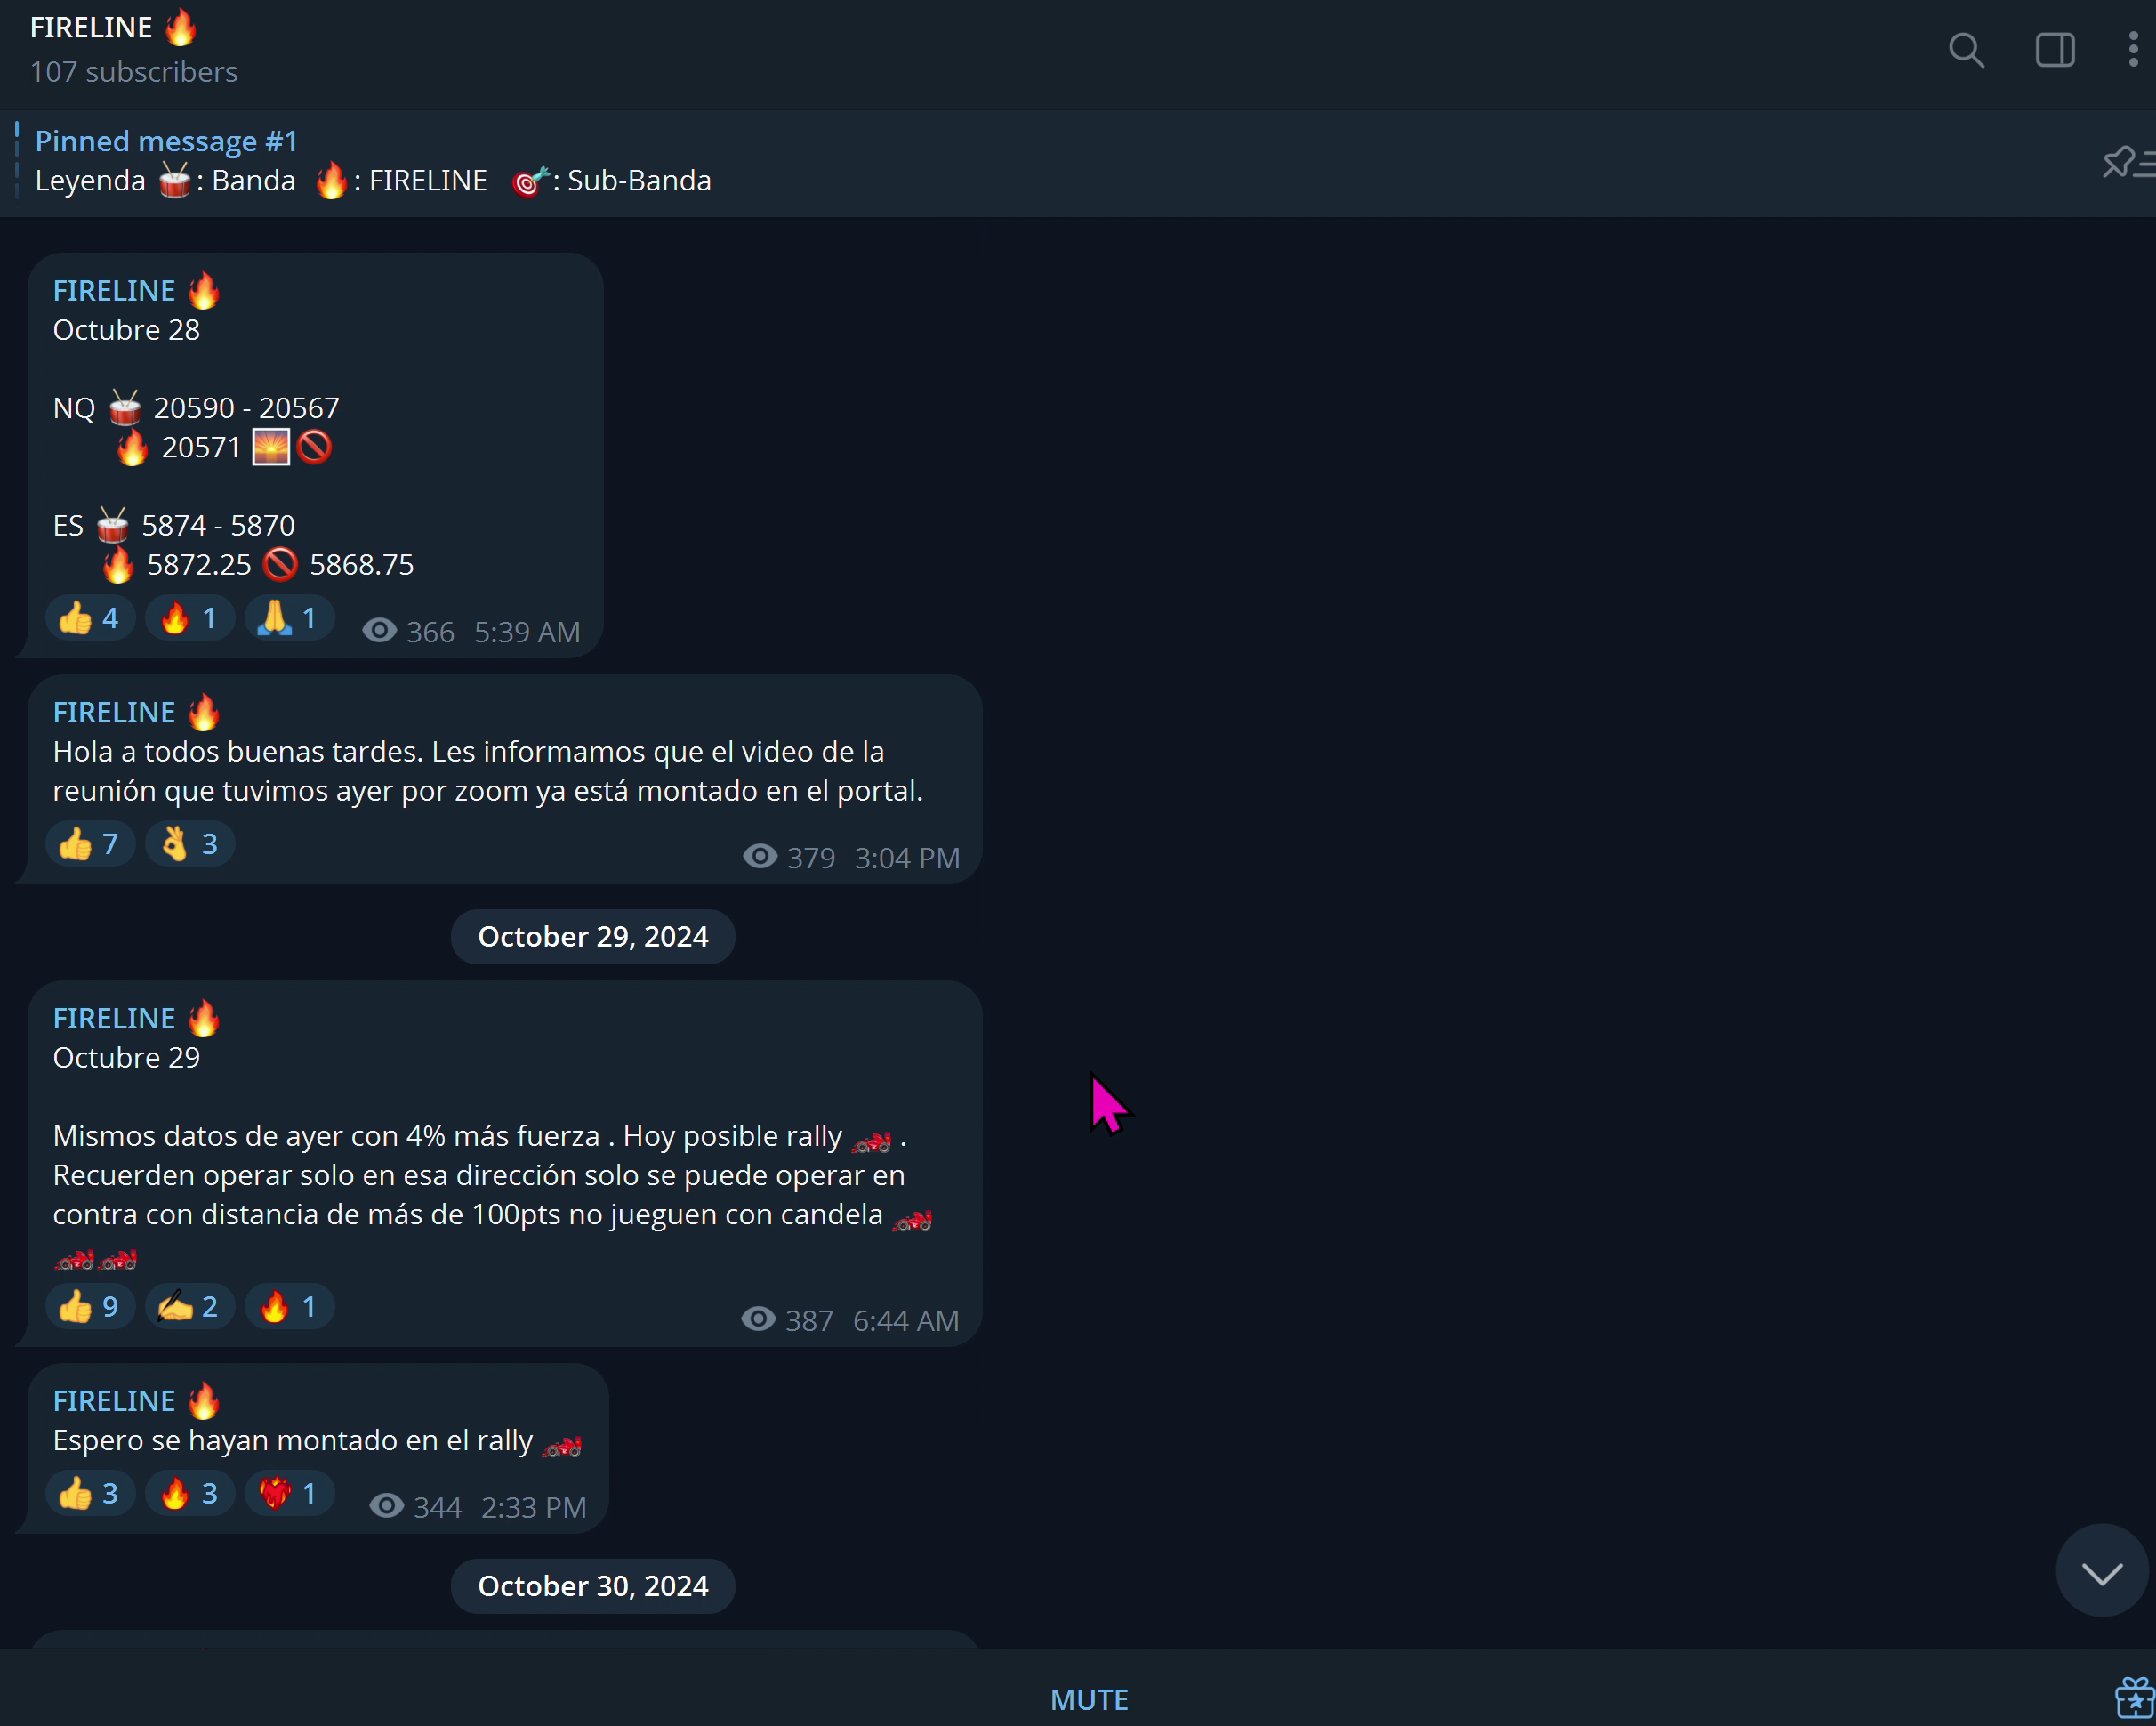 FIRELINE 🔥
107 subscribers
Pinned message #1
Leyenda 🥁: Banda 🔥: FIRELINE 🎯: Sub-Banda
FIRELINE 🔥
Octubre 28
NQ 🥁 20590 - 20567
🔥 20571 🌅🚫
ES 🥁 5874 - 5870
🔥 5872.25 🚫 5868.75
👍 4 🔥 1 🙏 1 366 5:39 AM
FIRELINE 🔥
Hola a todos buenas tardes. Les informamos que el video de la
reunión que tuvimos ayer por zoom ya está montado en el portal.
👍 7 👌 3 379 3:04 PM
October 29, 2024
FIRELINE 🔥
Octubre 29
Mismos datos de ayer con 4% más fuerza . Hoy posible rally 🏎 .
Recuerden operar solo en esa dirección solo se puede operar en
contra con distancia de más de 100pts no jueguen con candela 🏎
🏎🏎
👍 9 ✍ 2 🔥 1 387 6:44 AM
FIRELINE 🔥
Espero se hayan montado en el rally 🏎
👍 3 🔥 3 ❤️‍🔥 1 344 2:33 PM
October 30, 2024
MUTE